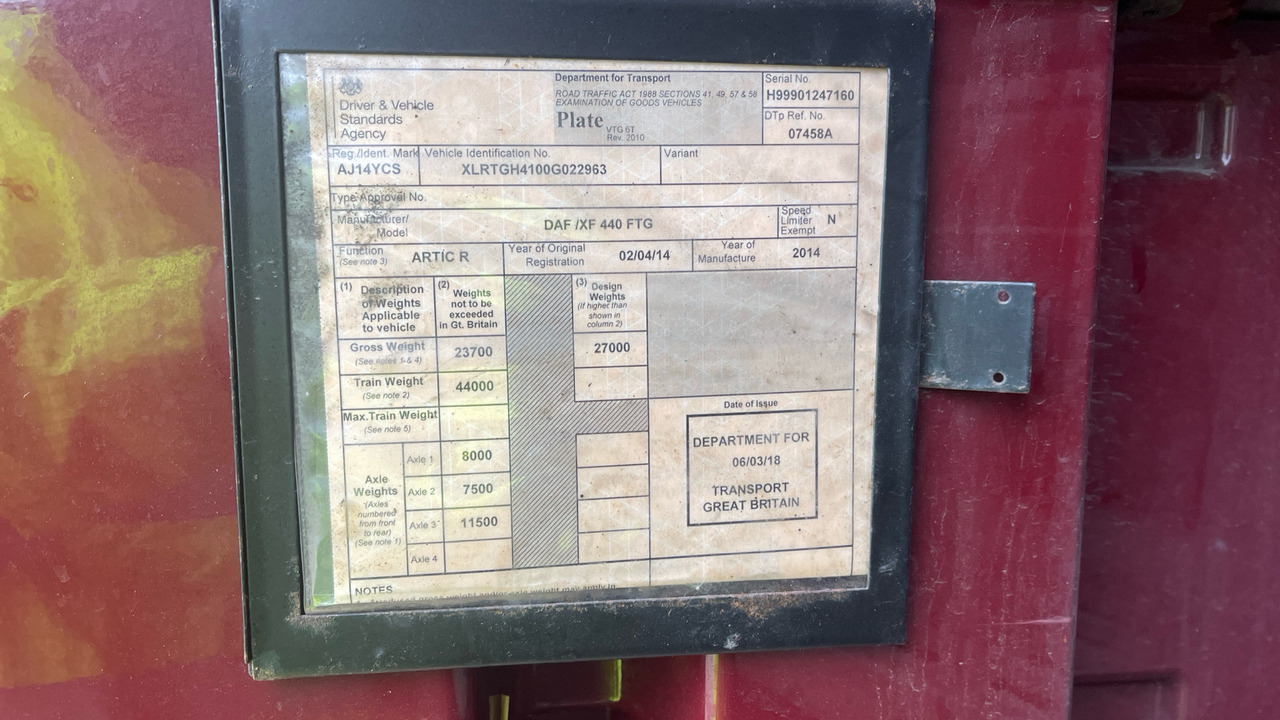 Driver & Vehicle
Standards
Agency
Department for Transport
ROAD TRAFFIC ACT 1988 SECTIONS 41, 49, 57 & 58
EXAMINATION OF GOODS VEHICLES
Plate
VTG 6T
Rev. 2010
Serial No.
H99901247160
DTp Ref. No.
07458A
Reg./Ident. Mark
AJ14YCS
Vehicle Identification No.
XLRTGH4100G022963
Variant
Type Approval No.
Manufacturer/
Model
DAF /XF 440 FTG
Speed
Limiter
Exempt
N
Function
(See note 3)
ARTIC R
Year of Original
Registration
02/04/14
Year of
Manufacture
2014
(1) Description
of Weights
Applicable
to vehicle
(2) Weights
not to be
exceeded
in Gt. Britain
(3) Design
Weights
(if higher than
shown in
column 2)
Gross Weight
(See notes 1 & 4)
23700
27000
Train Weight
(See note 2)
44000
Max.Train Weight
(See note 5)
Axle
Weights
(Axles
numbered
from front
to rear)
(See note 1)
Axle 1
8000
Axle 2
7500
Axle 3
11500
Axle 4
Date of Issue
DEPARTMENT FOR
06/03/18
TRANSPORT
GREAT BRITAIN
NOTES